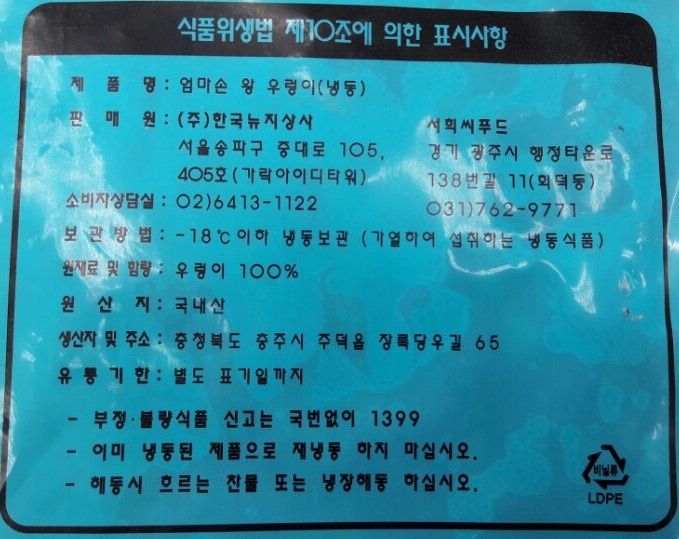 식품위생법 제10조에 의한 표시사항
제 품 명 : 엄마손 왕 우렁이(냉동)
판 매 원 : (주)한국뉴지상사 서희씨푸드
서울송파구 중대로 105, 경기 광주시 행정타운로
405호(가락아이디타워) 138번길 11(회덕동)
소비자상담실 : 02)6413-1122 031)762-9771
보 관 방 법 : -18℃이하 냉동보관 (가열하여 섭취하는 냉동식품)
원재료 및 함량 : 우렁이 100%
원 산 지 : 국내산
생산자 및 주소 : 충청북도 충주시 주덕읍 장록당우길 65
유 통 기 한 : 별도 표기일까지
- 부정·불량식품 신고는 국번없이 1399
- 이미 냉동된 제품으로 재냉동 하지 마십시오.
- 해동시 흐르는 찬물 또는 냉장해동 하십시오.
비닐류
LDPE